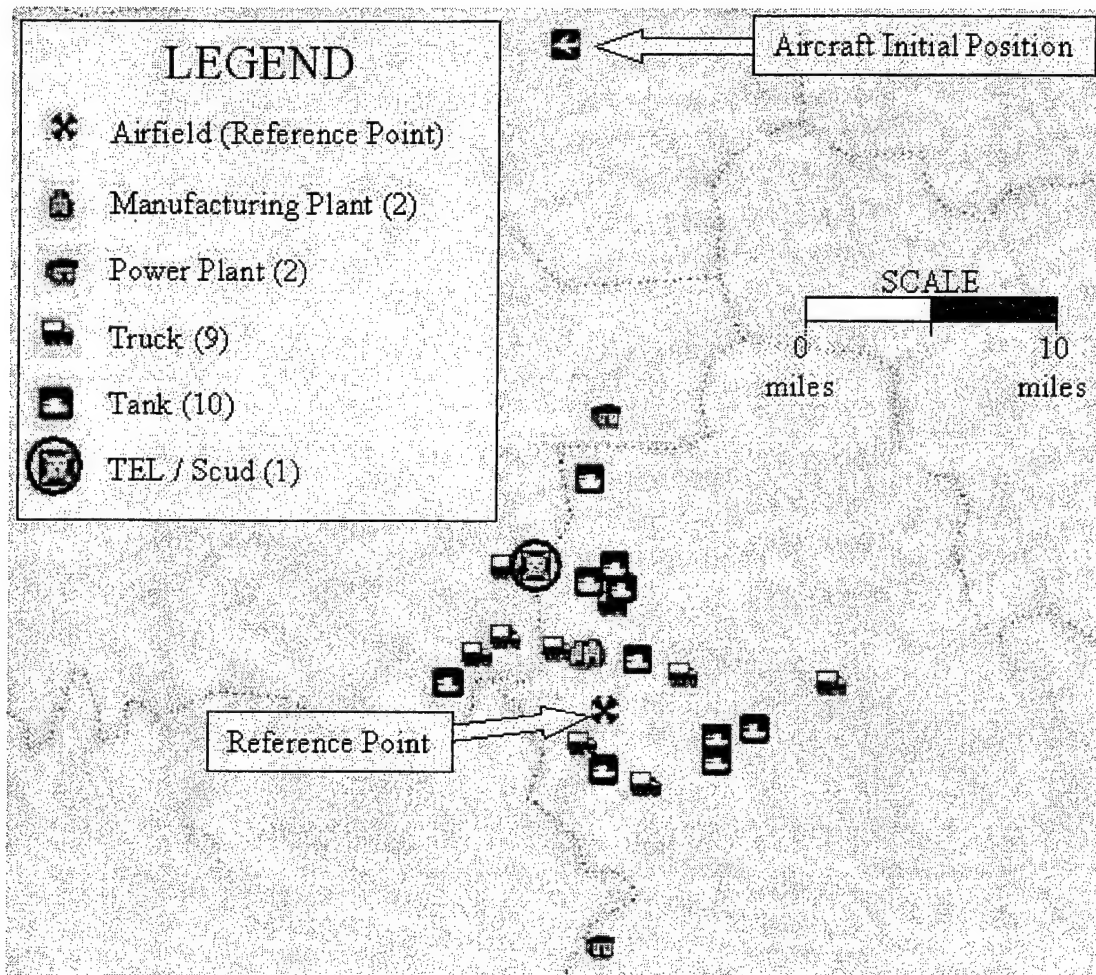 LEGEND
Airfield (Reference Point)
Manufacturing Plant (2)
Power Plant (2)
Truck (9)
Tank (10)
TEL / Scud (1)
Aircraft Initial Position
SCALE
0 10
miles miles
Reference Point